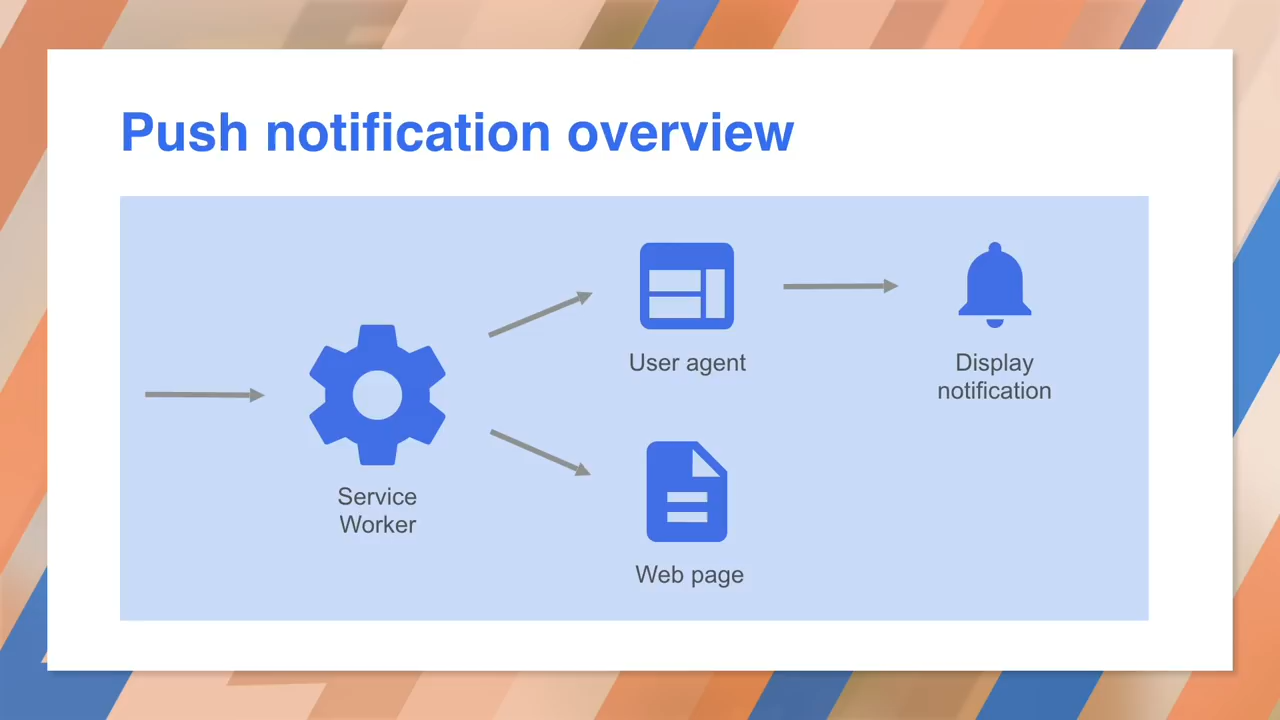 Push notification overview
User agent
Display
notification
Service
Worker
Web page